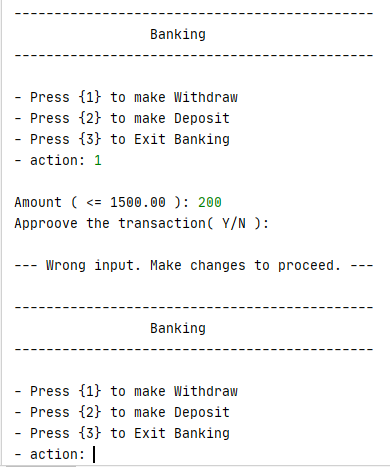 ---------------------------------------------
Banking
---------------------------------------------
- Press {1} to make Withdraw
- Press {2} to make Deposit
- Press {3} to Exit Banking
- action: 1
Amount ( <= 1500.00 ): 200
Approove the transaction( Y/N ):
--- Wrong input. Make changes to proceed. ---
---------------------------------------------
Banking
---------------------------------------------
- Press {1} to make Withdraw
- Press {2} to make Deposit
- Press {3} to Exit Banking
- action: